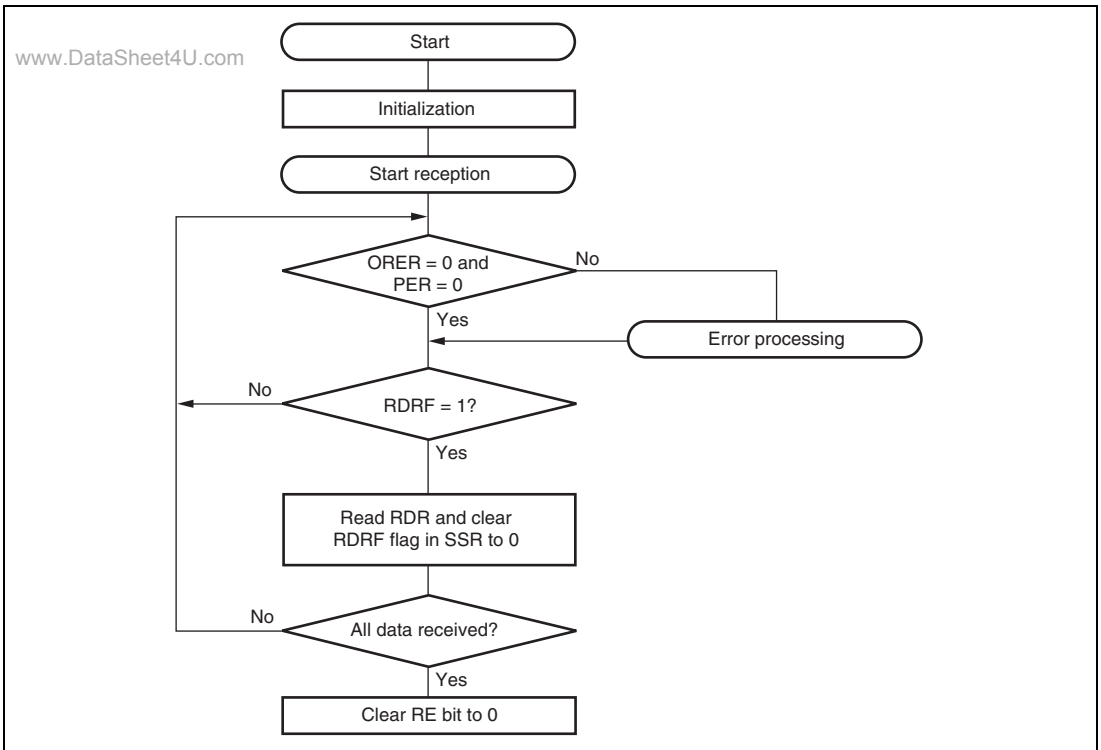 www.DataSheet4U.com
Start
Initialization
Start reception
ORER = 0 and
PER = 0
No
Yes
Error processing
No
RDRF = 1?
Yes
Read RDR and clear
RDRF flag in SSR to 0
No
All data received?
Yes
Clear RE bit to 0